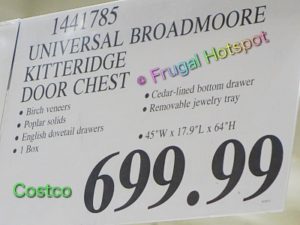 1441785
UNIVERSAL BROADMOORE
KITTERIDGE
DOOR CHEST
© Frugal Hotspot
• Birch veneers
• Poplar solids
• English dovetail drawers
• 1 Box
• Cedar-lined bottom drawer
• Removable jewelry tray
• 45"W x 17.9"L x 64"H
Costco
699.99